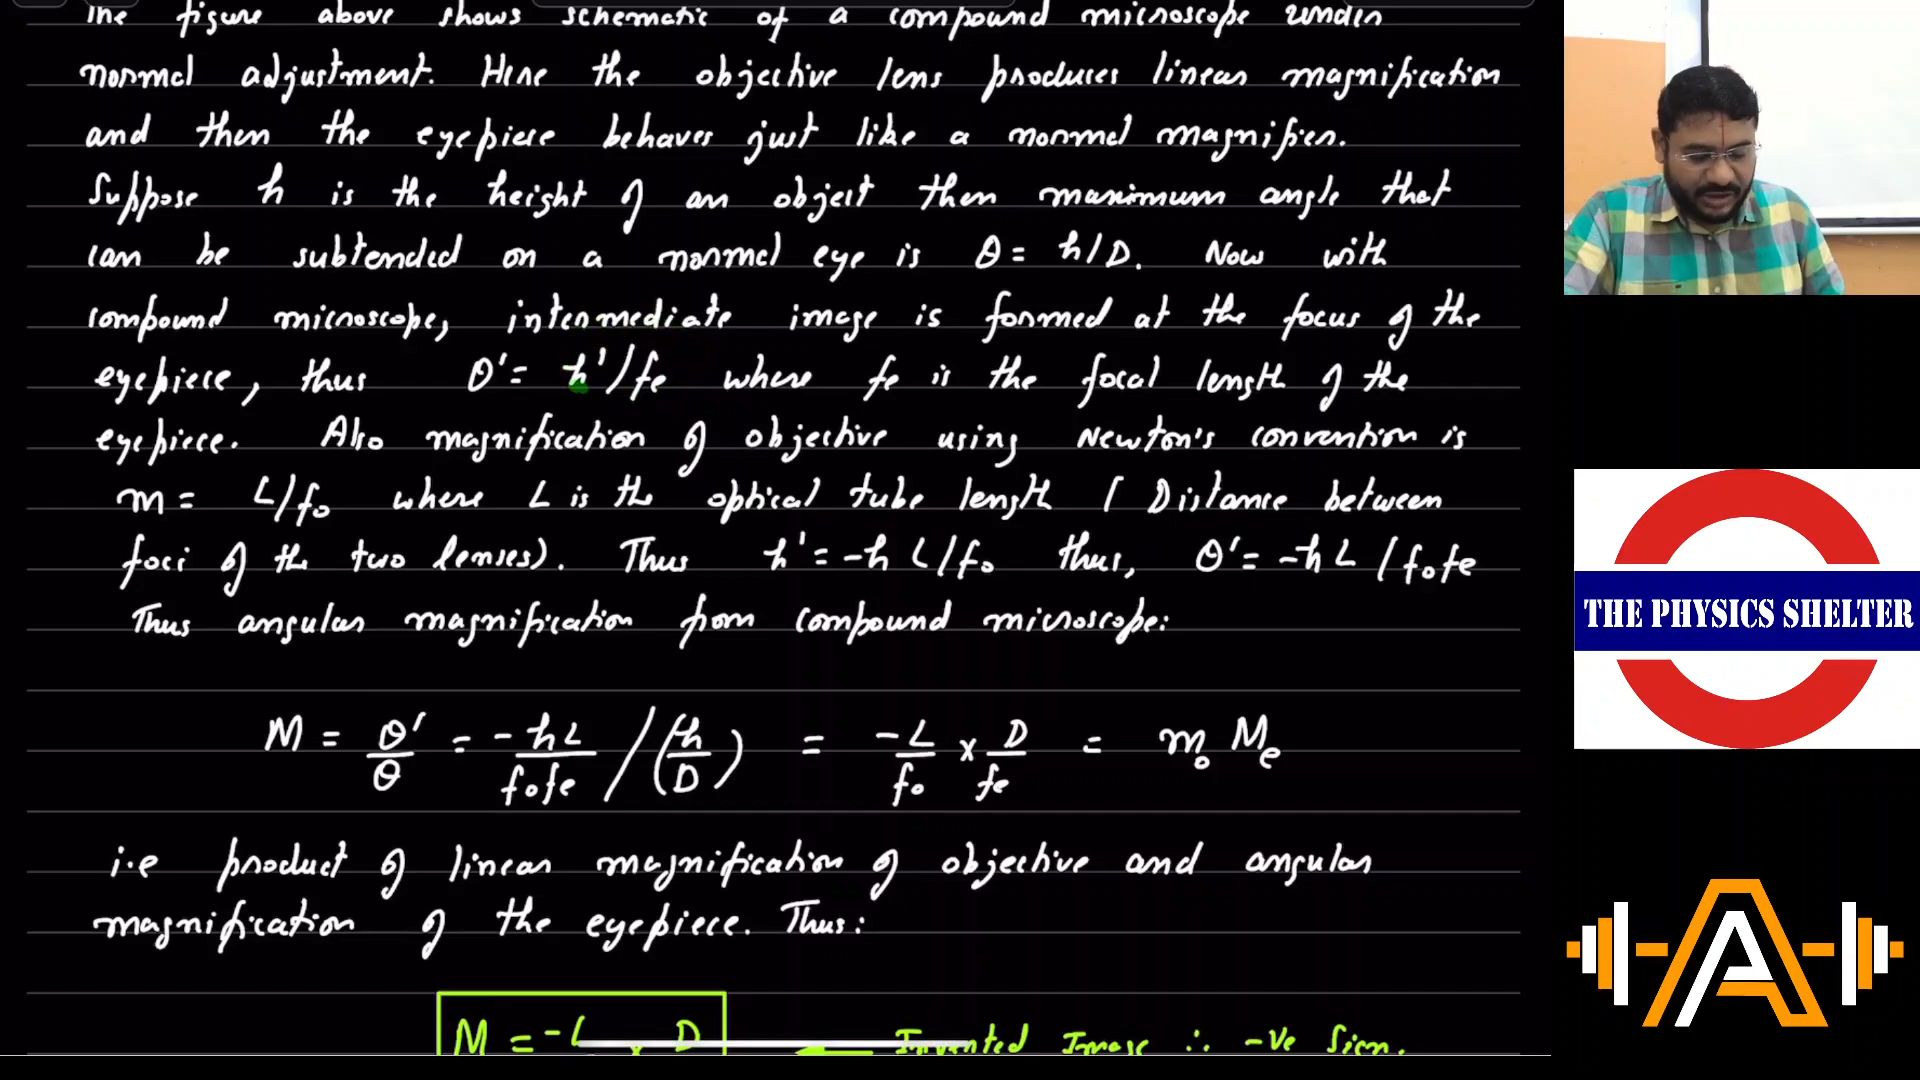 The figure above shows schematic of a compound microscope under
normal adjustment. Here the objective lens produces linear magnification
and then the eyepiece behaves just like a normal magnifier.
Suppose h is the height of an object then maximum angle that
can be subtended on a normal eye is θ = h/D. Now with
compound microscope, intermediate image is formed at the focus of the
eyepiece, thus θ' = h'/fe where fe is the focal length of the
eyepiece. Also magnification of objective using Newton's convention is
m = L/fo where L is the optical tube length ( Distance between
foci of the two lenses). Thus h' = -h L/fo thus, θ' = -h L /fofe
Thus angular magnification from compound microscope:
M = θ'/θ = -hL/fofe / (h/D) = -L/fo × D/fe = mo Me
i.e product of linear magnification of objective and angular
magnification of the eyepiece. Thus:
M = -L × D Inverted Image ∴ -ve sign.
THE PHYSICS SHELTER
A